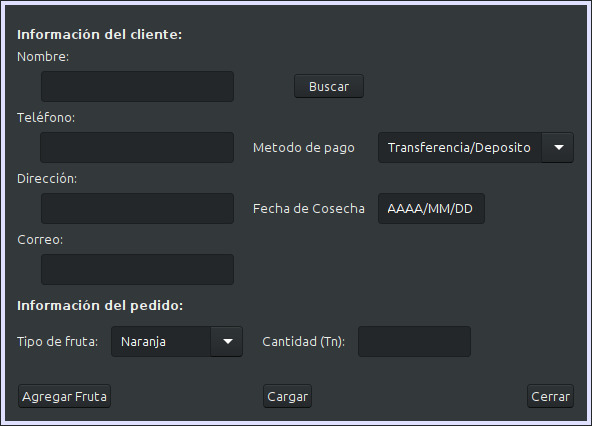 Información del cliente:
Nombre:
Buscar
Teléfono:
Metodo de pago Transferencia/Deposito
Dirección:
Fecha de Cosecha AAAA/MM/DD
Correo:
Información del pedido:
Tipo de fruta: Naranja Cantidad (Tn):
Agregar Fruta Cargar Cerrar